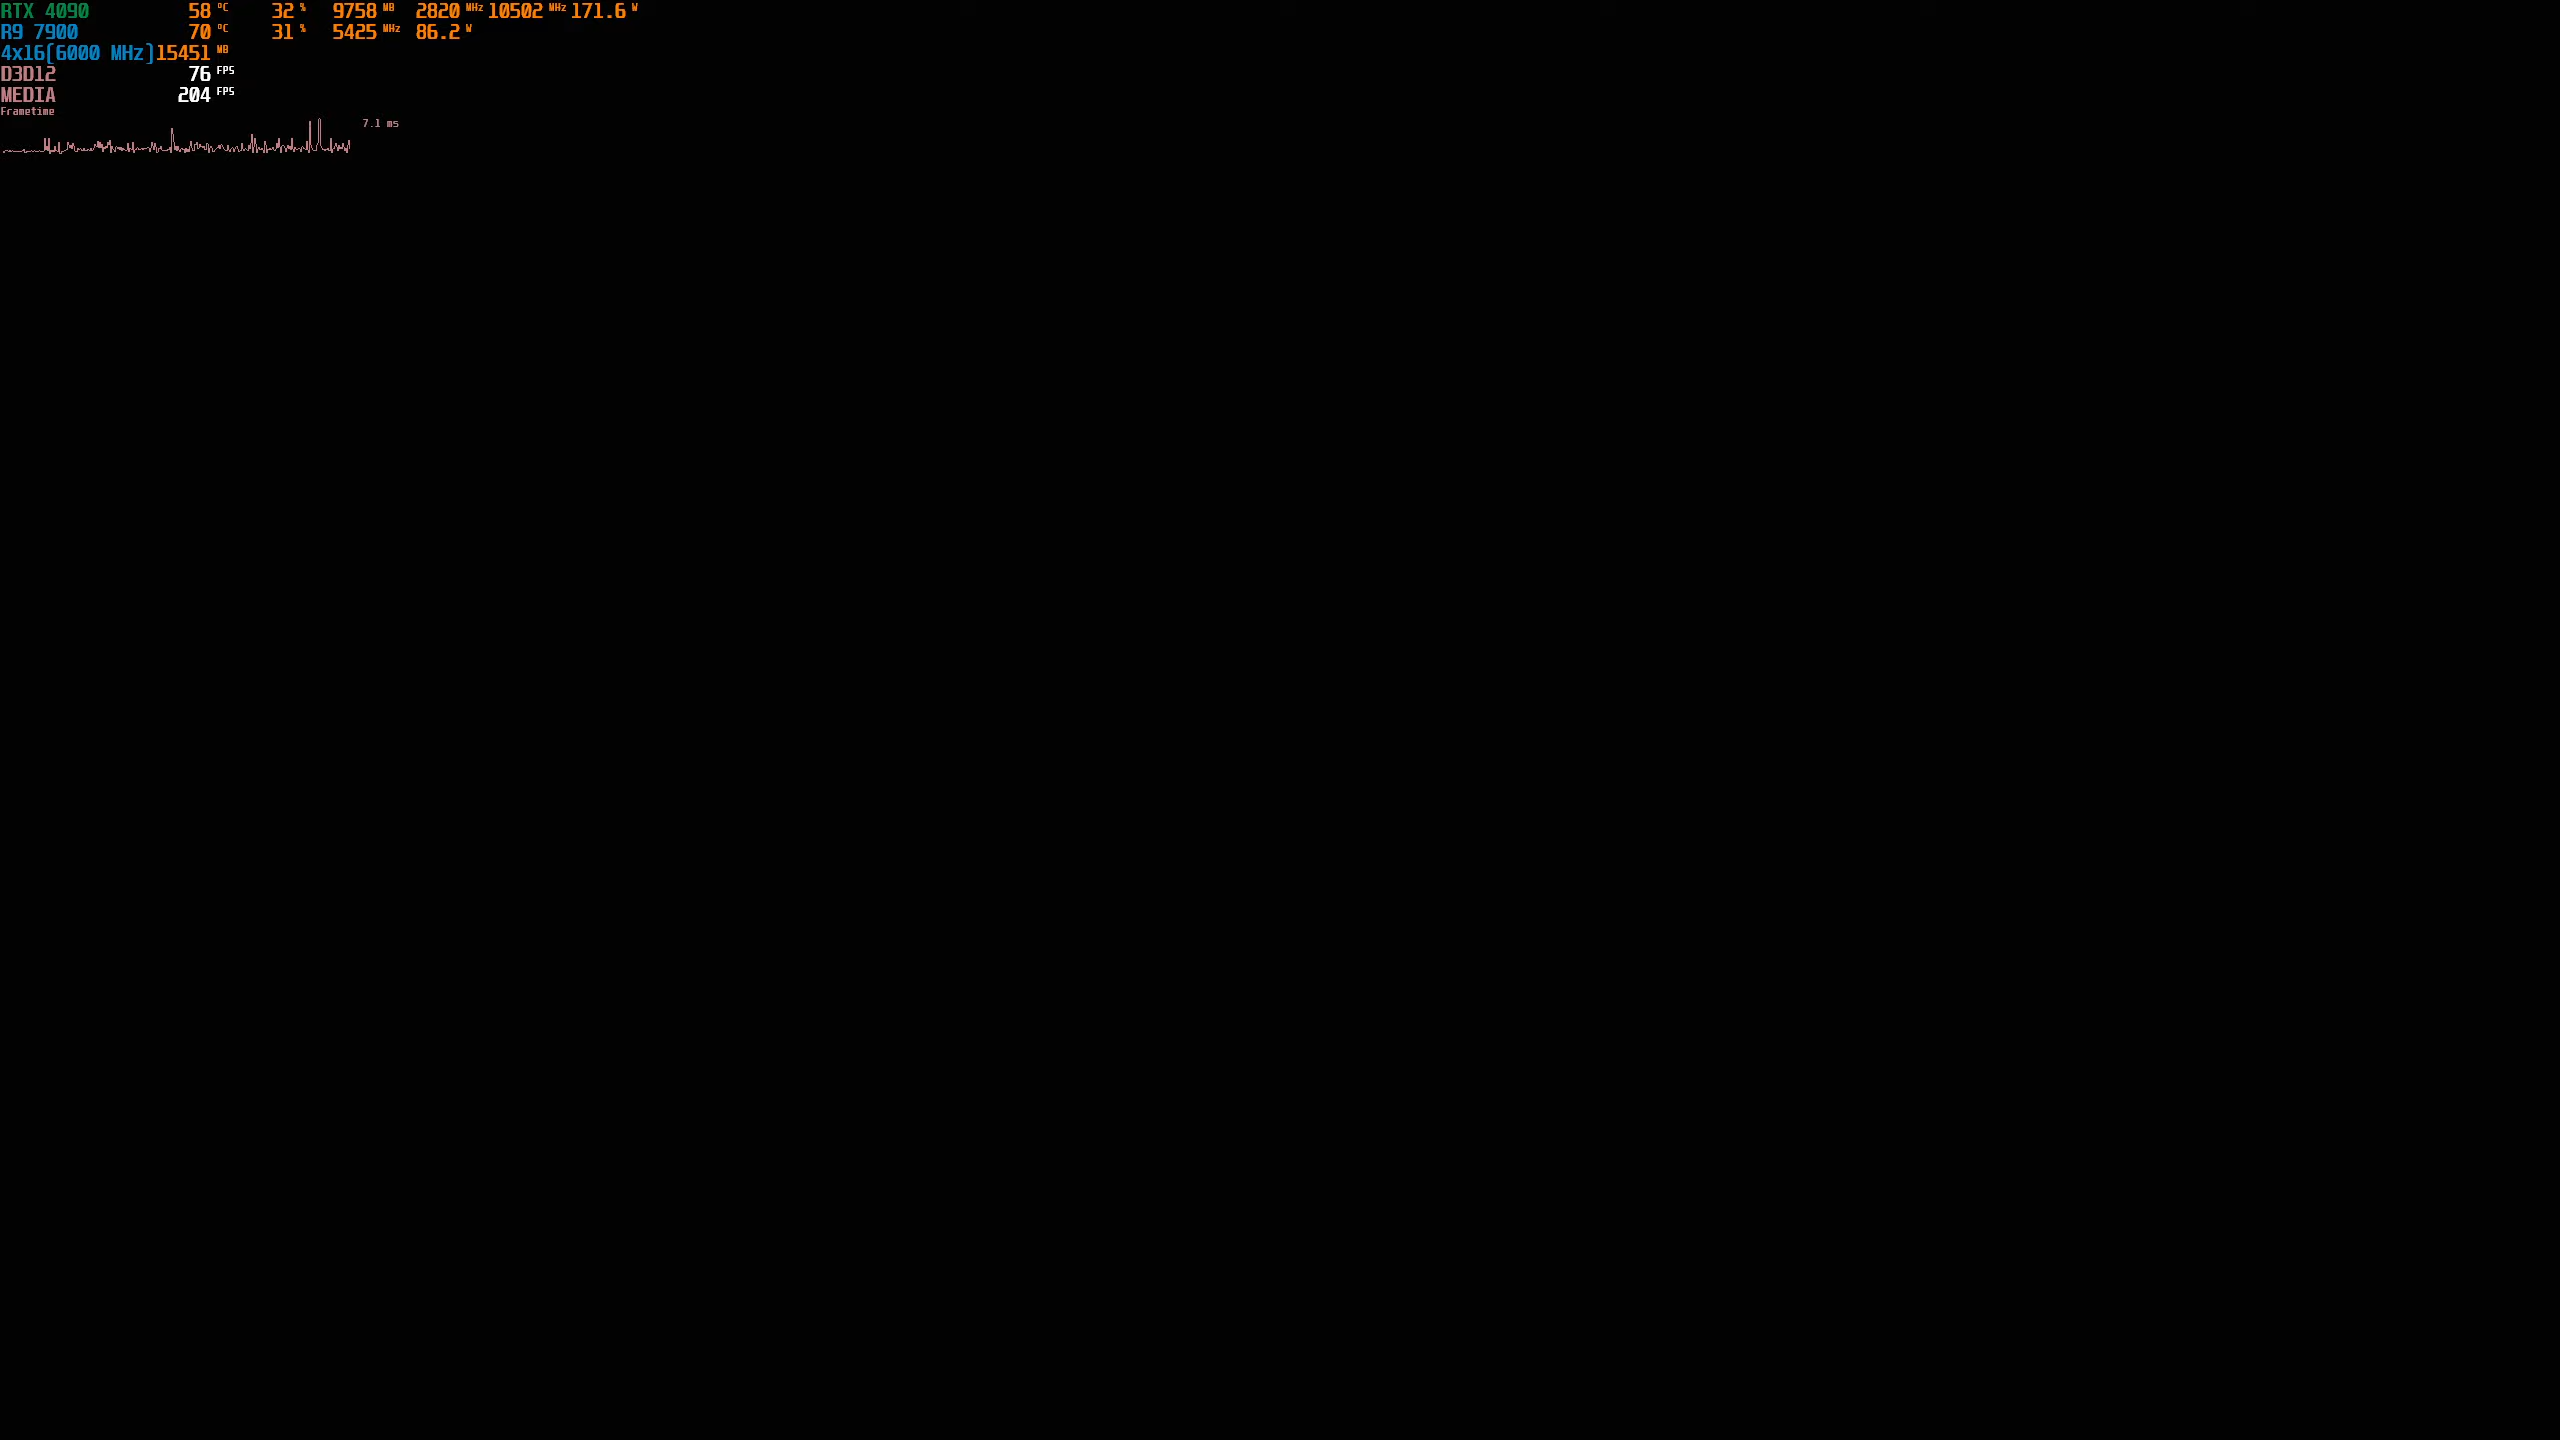 RTX 4090 58 °C 32 % 9758 MB 2820 MHz 10502 MHz 171.6 W
R9 7900 70 °C 31 % 5425 MHz 86.2 W
4x16[6000 MHz] 15451 MB
D3D12 76 FPS
MEDIA 204 FPS
Frametime
7.1 ms